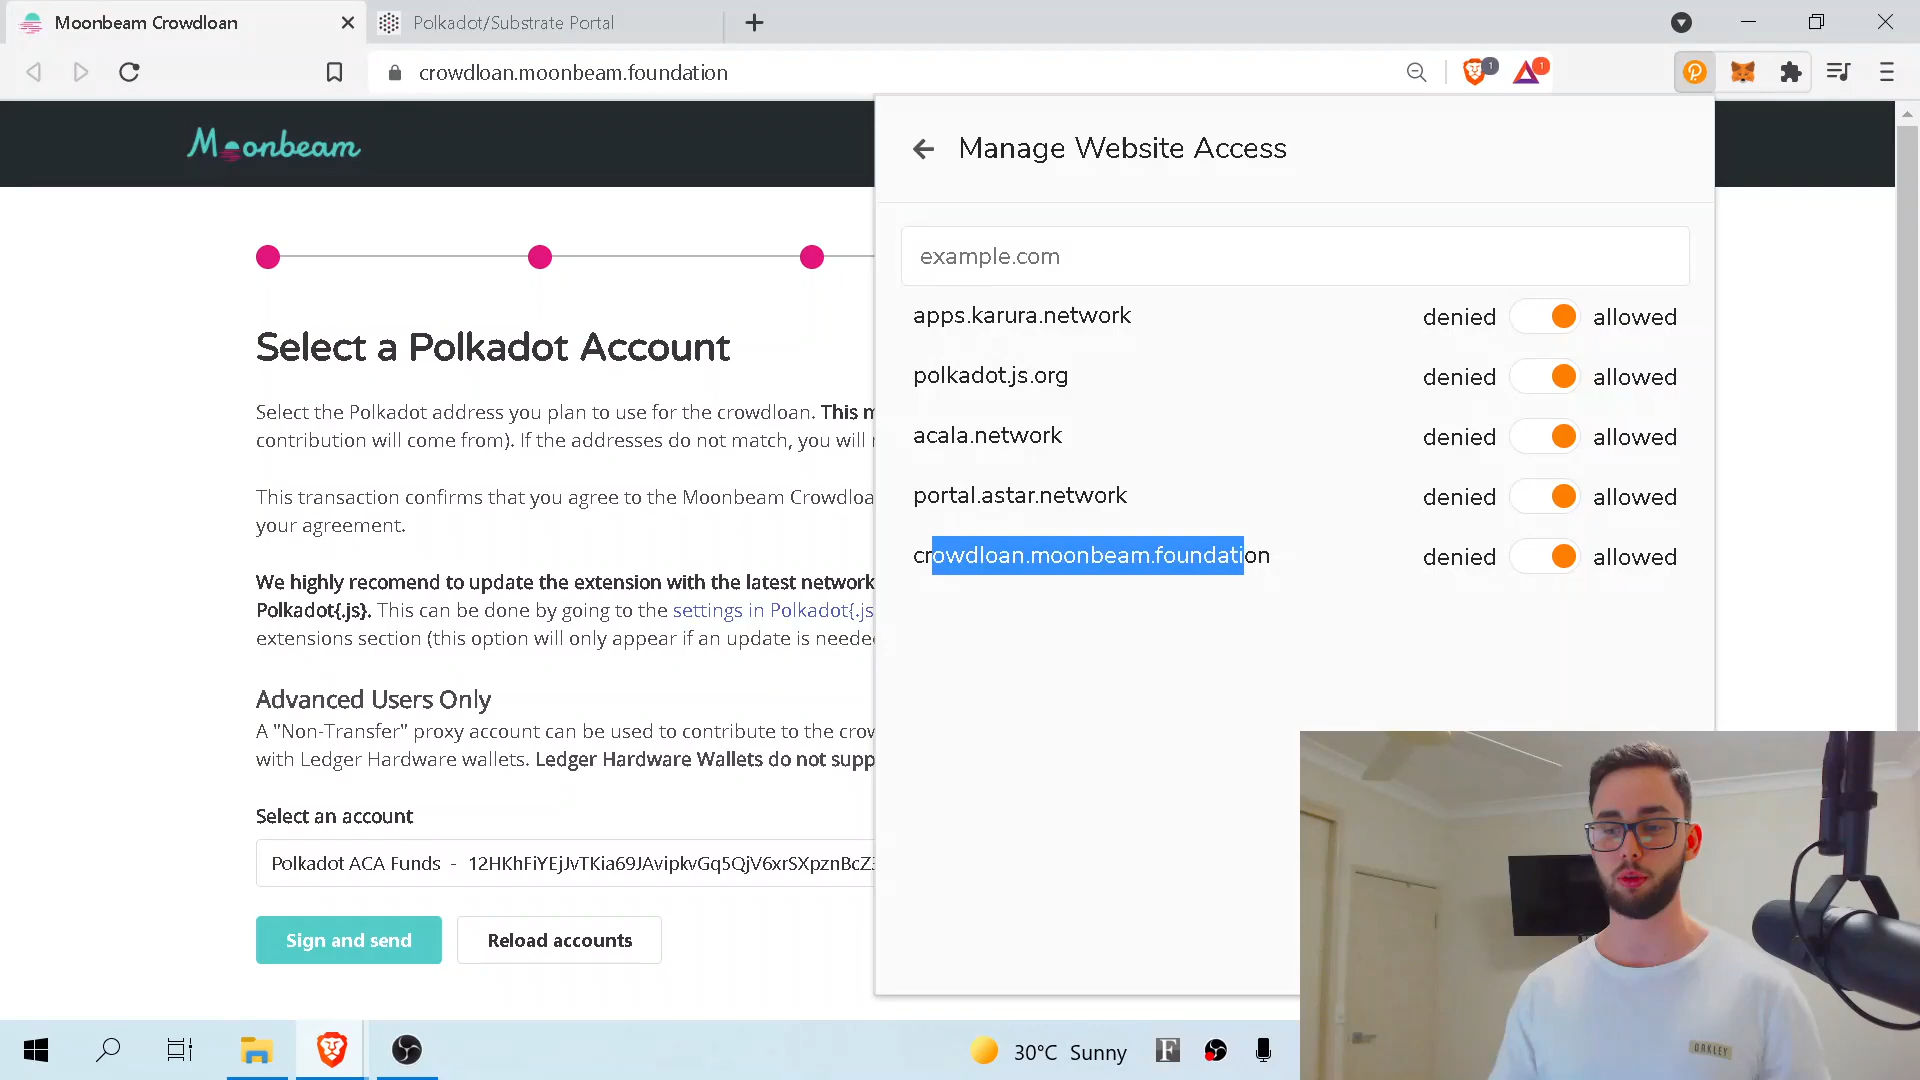 Moonbeam Crowdloan
Polkadot/Substrate Portal
crowdloan.moonbeam.foundation
1
1
Moonbeam
Manage Website Access
example.com
apps.karura.network denied allowed
polkadot.js.org denied allowed
acala.network denied allowed
portal.astar.network denied allowed
crowdloan.moonbeam.foundation denied allowed
Select a Polkadot Account
Select the Polkadot address you plan to use for the crowdloan. This
contribution will come from). If the addresses do not match, you will
This transaction confirms that you agree to the Moonbeam
your agreement.
We highly recomend to update the extension with the latest network
Polkadot{.js}. This can be done by going to the settings in Polkadot{.js
extensions section (this option will only appear if an update is
Advanced Users Only
A "Non-Transfer" proxy account can be used to contribute to the
with Ledger Hardware wallets. Ledger Hardware Wallets do not
Select an account
Polkadot ACA Funds - 12HKhFiYEjJvTKia69JAvipkvGq5QjV6xrSXpznBcZ
Sign and send
Reload accounts
30°C Sunny
OAKLEY